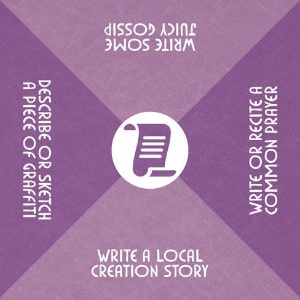 WRITE SOME
JUICY GOSSIP
DESCRIBE OR SKETCH
A PIECE OF GRAFFITI
WRITE OR RECITE A
COMMON PRAYER
WRITE A LOCAL
CREATION STORY